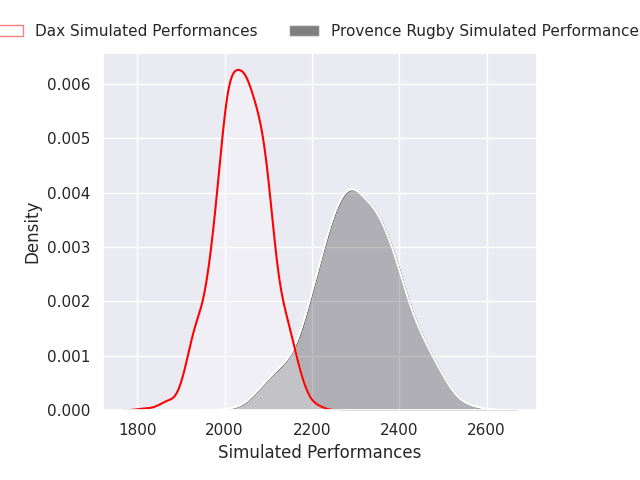 Dax Simulated Performances Provence Rugby Simulated Performance
0.006
0.005
0.004
0.003
0.002
0.001
0.000
Density
1800 2000 2200 2400 2600
Simulated Performances